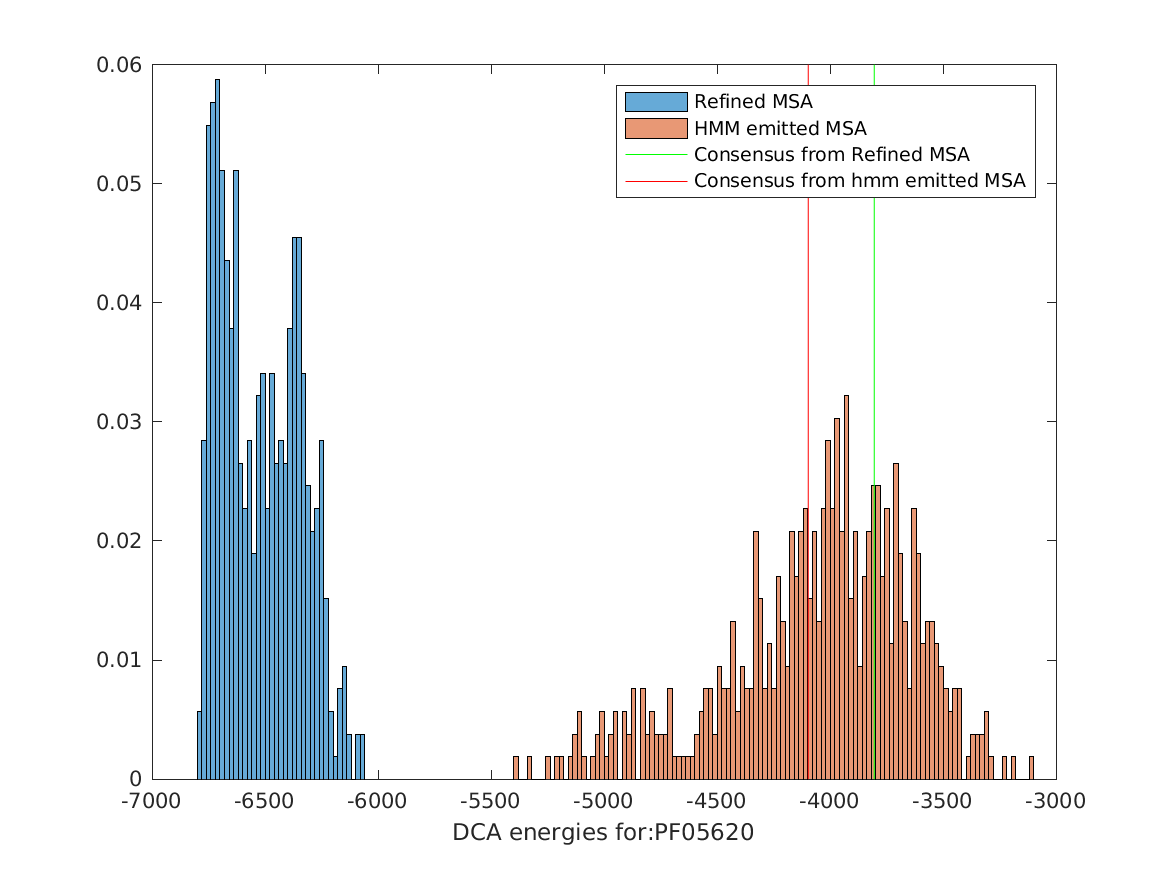 0.06
0.05
0.04
0.03
0.02
0.01
0
Refined MSA
HMM emitted MSA
Consensus from Refined MSA
Consensus from hmm emitted MSA
-7000 -6500 -6000 -5500 -5000 -4500 -4000 -3500 -3000
DCA energies for:PF05620